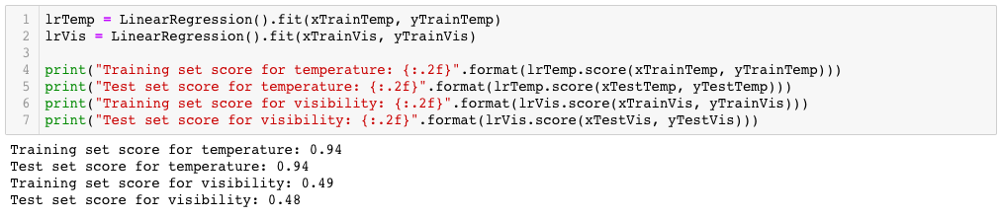 1 lrTemp = LinearRegression().fit(xTrainTemp, yTrainTemp)
2 lrVis = LinearRegression().fit(xTrainVis, yTrainVis)
3
4 print("Training set score for temperature: {:.2f}".format(lrTemp.score(xTrainTemp, yTrainTemp)))
5 print("Test set score for temperature: {:.2f}".format(lrTemp.score(xTestTemp, yTestTemp)))
6 print("Training set score for visibility: {:.2f}".format(lrVis.score(xTrainVis, yTrainVis)))
7 print("Test set score for visibility: {:.2f}".format(lrVis.score(xTestVis, yTestVis)))
Training set score for temperature: 0.94
Test set score for temperature: 0.94
Training set score for visibility: 0.49
Test set score for visibility: 0.48